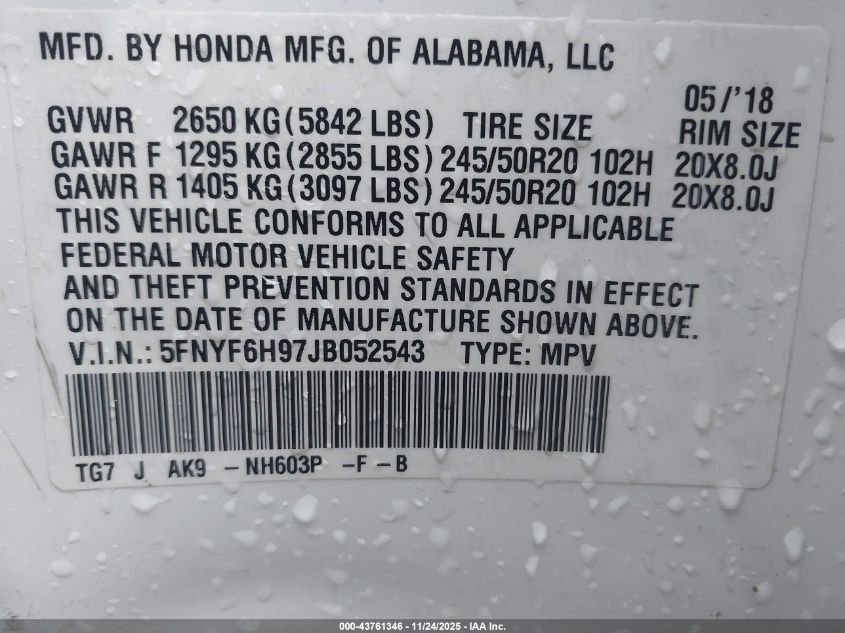 MFD. BY HONDA MFG. OF ALABAMA, LLC
05/'18
GVWR 2650 KG (5842 LBS) TIRE SIZE RIM SIZE
GAWR F 1295 KG (2855 LBS) 245/50R20 102H 20X8.0J
GAWR R 1405 KG (3097 LBS) 245/50R20 102H 20X8.0J
THIS VEHICLE CONFORMS TO ALL APPLICABLE
FEDERAL MOTOR VEHICLE SAFETY
AND THEFT PREVENTION STANDARDS IN EFFECT
ON THE DATE OF MANUFACTURE SHOWN ABOVE.
V.I.N.: 5FNYF6H97JB052543 TYPE: MPV
TG7 J AK9 -NH603P -F-B
000-43761346 - 11/24/2025 - IAA Inc.